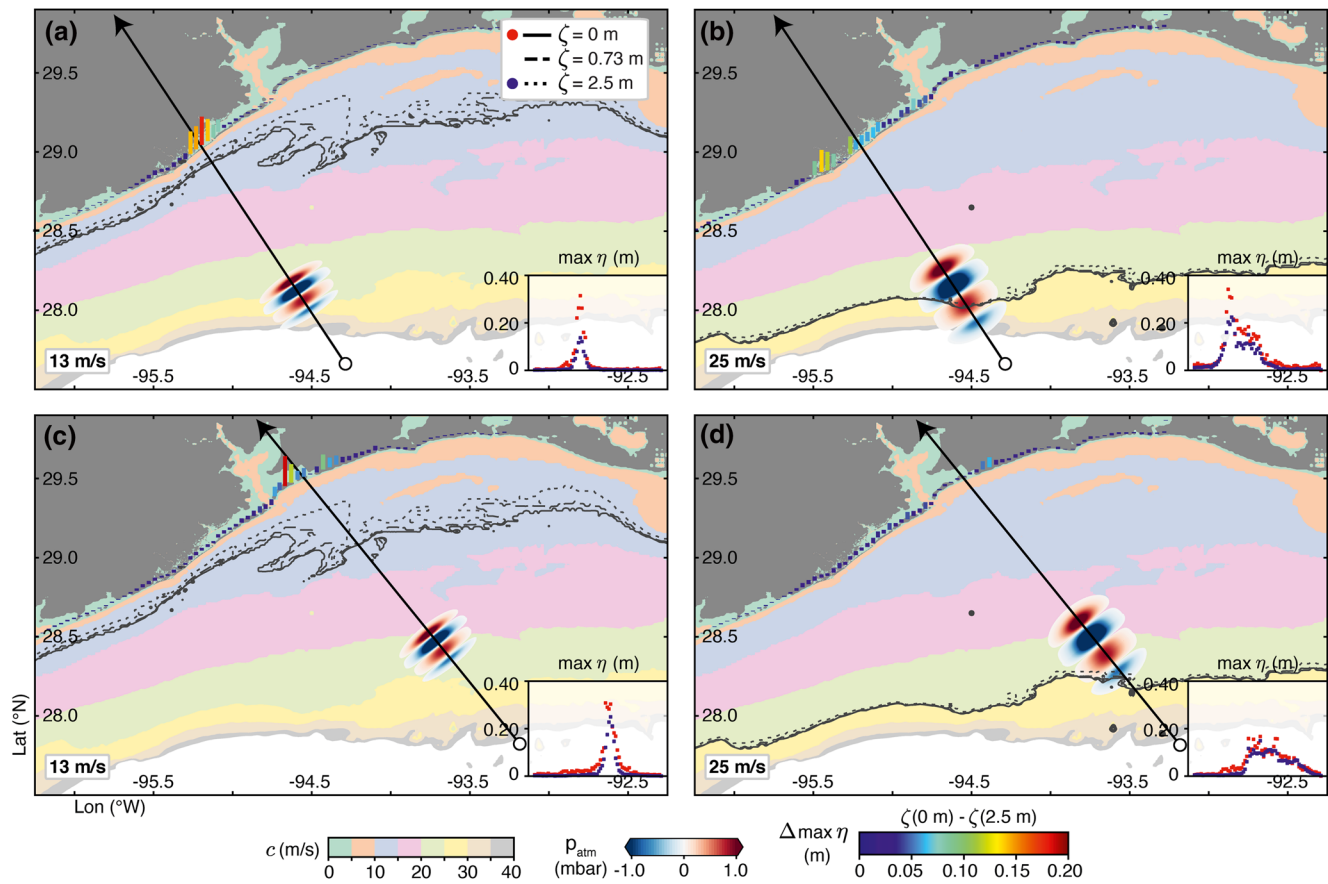 (a)
ζ = 0 m
ζ = 0.73 m
ζ = 2.5 m
29.5
29.0
28.5
28.0
13 m/s
max η (m)
0.40
0.20
0
-95.5
-94.5
-93.5
-92.5
(b)
29.5
29.0
28.5
28.0
25 m/s
max η (m)
0.40
0.20
0
-95.5
-94.5
-93.5
-92.5
(c)
29.5
29.0
28.5
28.0
13 m/s
max η (m)
0.40
0.20
0
-95.5
-94.5
-93.5
-92.5
(d)
29.5
29.0
28.5
28.0
25 m/s
max η (m)
0.40
0.20
0
-95.5
-94.5
-93.5
-92.5
Lat (°N)
Lon (°W)
c (m/s)
0 10 20 30 40
p_atm
(mbar)
-1.0 0 1.0
ζ(0 m) - ζ(2.5 m)
Δ max η
(m)
0 0.05 0.10 0.15 0.20